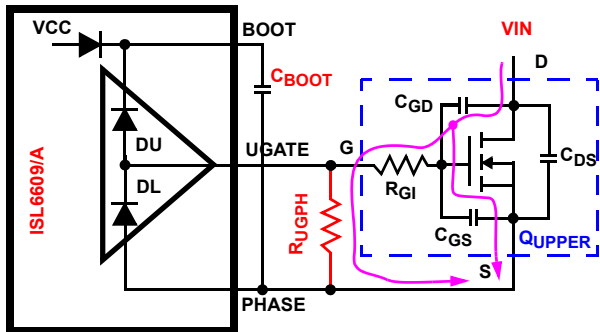 VCC
BOOT
VIN
D
CBOOT
CGD
DU
UGATE
G
CDS
DL
RGI
ISL6609/A
RUGPH
CGS
QUPPER
S
PHASE